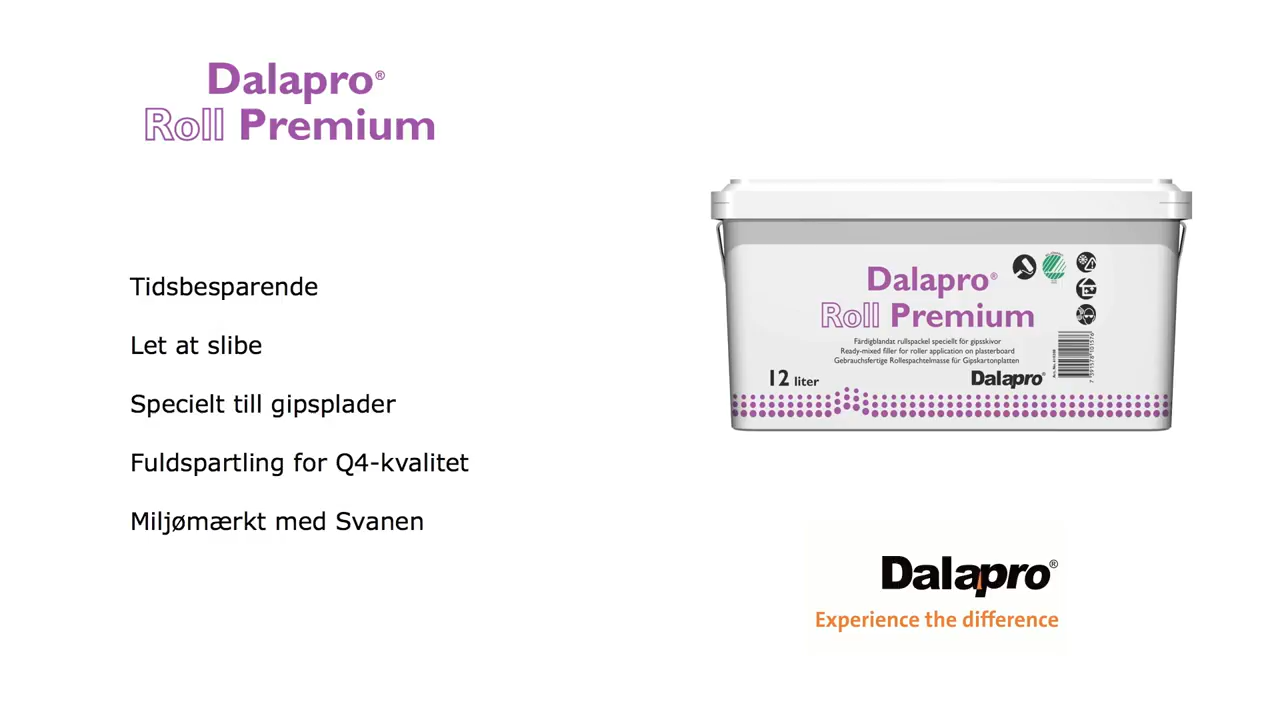 Dalapro®
Roll Premium
Tidsbesparende
Let at slibe
Specielt till gipsplader
Fuldspartling for Q4-kvalitet
Miljømærkt med Svanen
Dalapro®
Roll Premium
Färdigblandat rullspackel speciellt för gipsskivor
Ready-mixed filler for roller application on plasterboard
Gebrauchsfertige Rollespachtelmasse für Gipskartonplatten
12 liter
Dalapro®
Dalapro®
Experience the difference